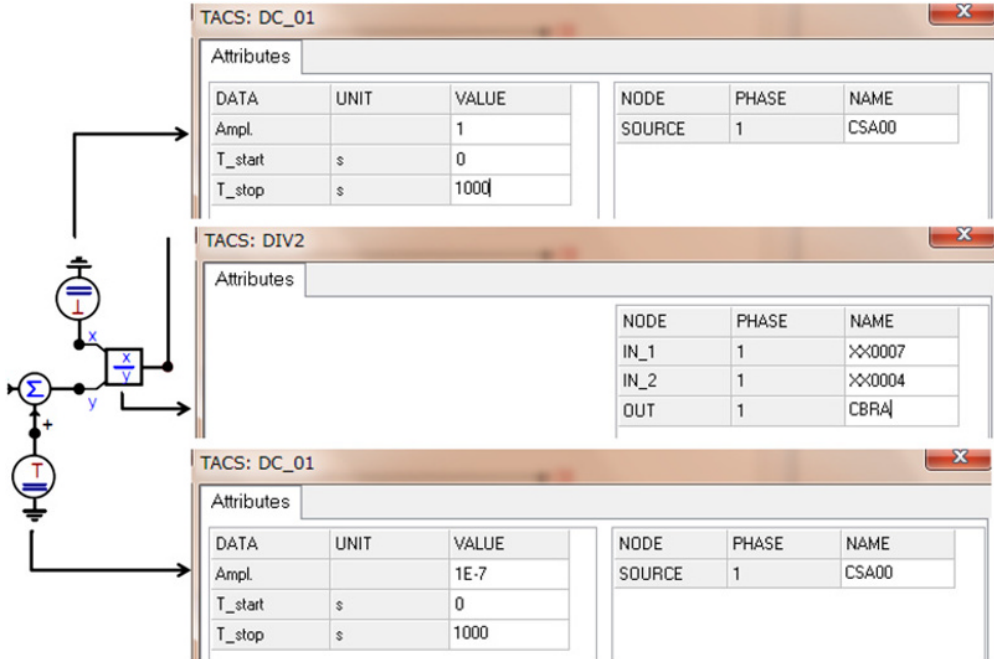 TACS: DC_01 X
Attributes
DATA UNIT VALUE NODE PHASE NAME
Ampl. 1 SOURCE 1 CSA00
T_start s 0
T_stop s 1000
TACS: DIV2 X
Attributes
NODE PHASE NAME
IN_1 1 XX0007
IN_2 1 XX0004
OUT 1 CBRA
T
x
x
y
Σ
y
+
T
TACS: DC_01 X
Attributes
DATA UNIT VALUE NODE PHASE NAME
Ampl. 1E-7 SOURCE 1 CSA00
T_start s 0
T_stop s 1000